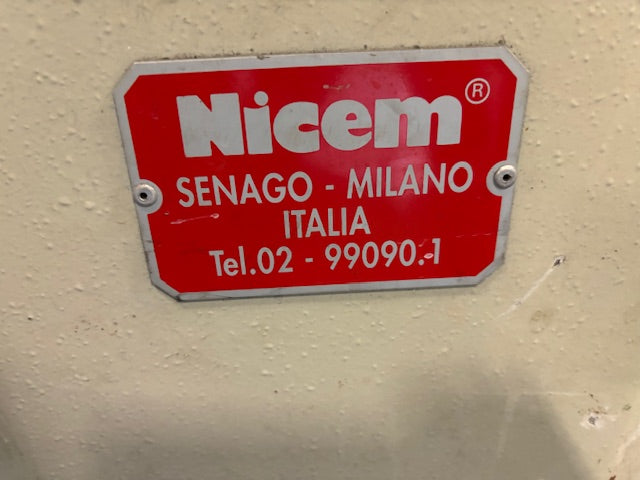 Nicem®
SENAGO - MILANO
ITALIA
Tel.02 - 99090.1